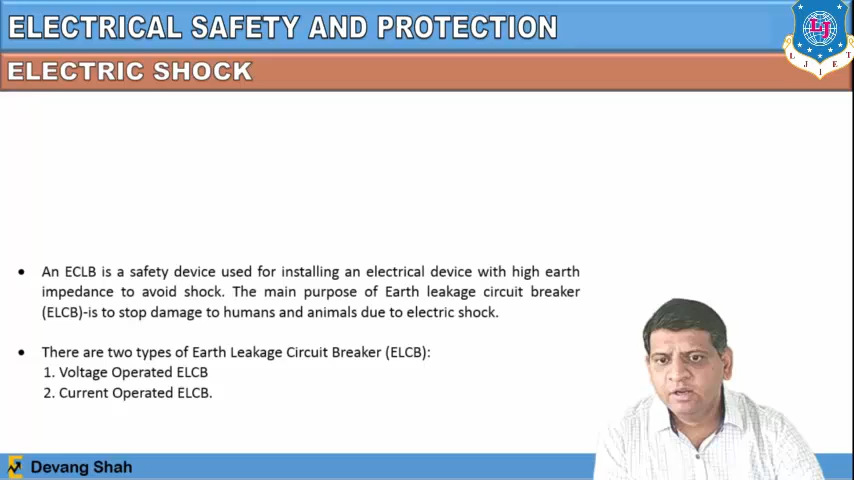 ELECTRICAL SAFETY AND PROTECTION
ELECTRIC SHOCK
LJ
L J I E T
• An ECLB is a safety device used for installing an electrical device with high earth
impedance to avoid shock. The main purpose of Earth leakage circuit breaker
(ELCB)-is to stop damage to humans and animals due to electric shock.
• There are two types of Earth Leakage Circuit Breaker (ELCB):
1. Voltage Operated ELCB
2. Current Operated ELCB.
Devang Shah